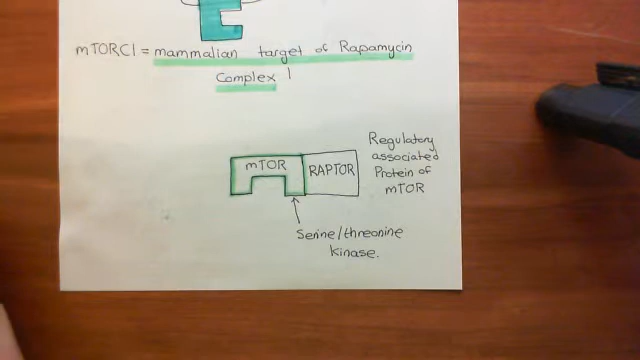 mTORC1 = mammalian target of Rapamycin
Complex 1
mTOR
RAPTOR
Regulatory
associated
Protein of
mTOR
Serine/threonine
kinase.